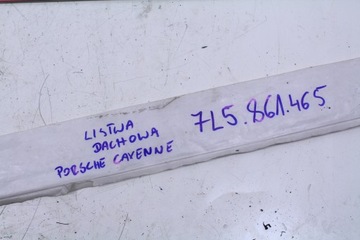 LISTWA
DACHOWA
PORSCHE CAYENNE
7L5.861.465